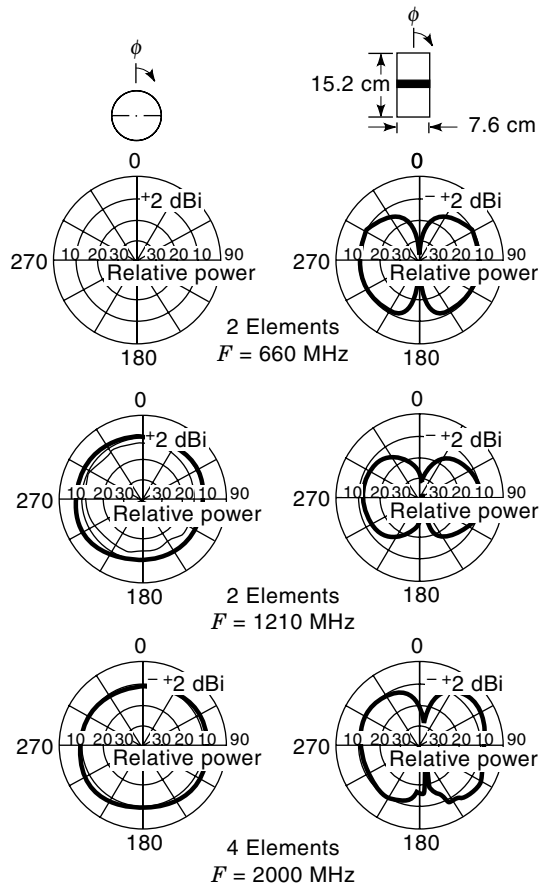 ϕ
ϕ
15.2 cm
7.6 cm
0
0
+2 dBi
− +2 dBi
270 10 20 30 30 20 10 90
270 10 20 30 30 20 10 90
Relative power
Relative power
180
180
2 Elements
F = 660 MHz
0
0
+2 dBi
− +2 dBi
270 10 20 30 30 20 10 90
270 10 20 30 30 20 10 90
Relative power
Relative power
180
180
2 Elements
F = 1210 MHz
0
0
− +2 dBi
− +2 dBi
270 10 20 30 30 20 10 90
270 10 20 30 30 20 10 90
Relative power
Relative power
180
180
4 Elements
F = 2000 MHz